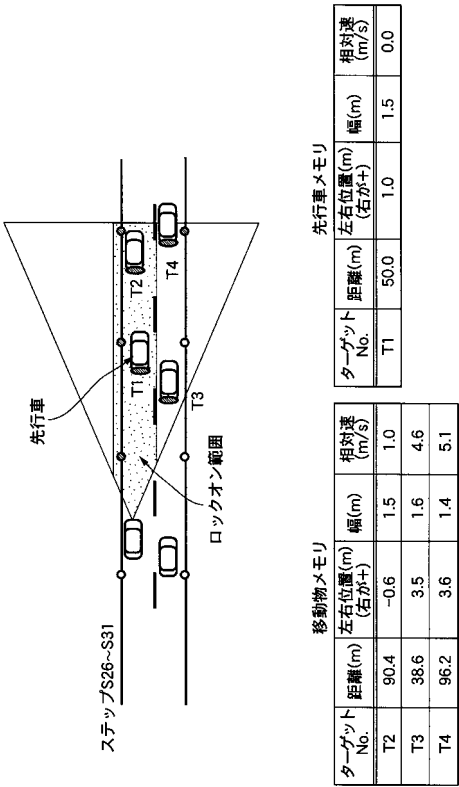 ステップS26~S31
先行車
ロックオン範囲
T1
T2
T3
T4
移動物メモリ
ターゲット
No.
距離(m)
左右位置(m)
(右が+)
幅(m)
相対速
(m/s)
T2 90.4 −0.6 1.5 1.0
T3 38.6 3.5 1.6 4.6
T4 96.2 3.6 1.4 5.1
先行車メモリ
ターゲット
No.
距離(m)
左右位置(m)
(右が+)
幅(m)
相対速
(m/s)
T1 50.0 1.0 1.5 0.0